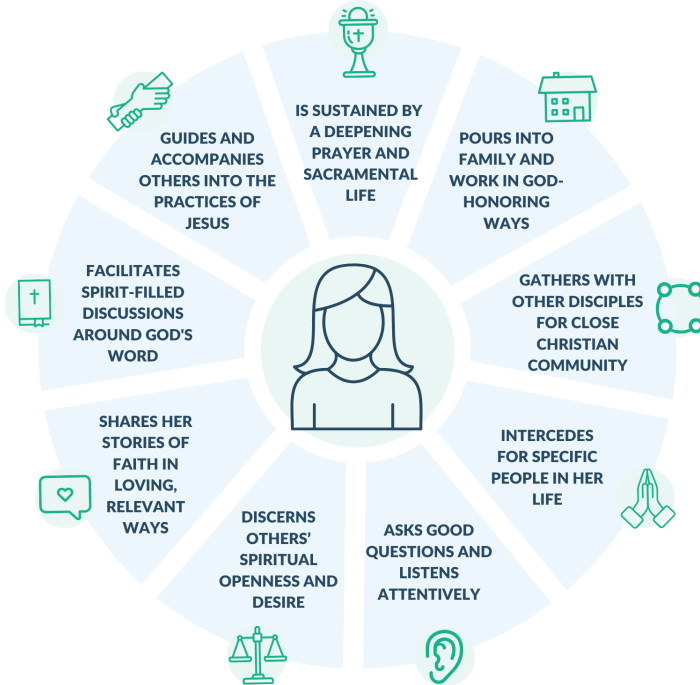 IS SUSTAINED BY
A DEEPENING
PRAYER AND
SACRAMENTAL
LIFE
POURS INTO
FAMILY AND
WORK IN GOD-
HONORING
WAYS
GATHERS WITH
OTHER DISCIPLES
FOR CLOSE
CHRISTIAN
COMMUNITY
INTERCEDES
FOR SPECIFIC
PEOPLE IN HER
LIFE
ASKS GOOD
QUESTIONS AND
LISTENS
ATTENTIVELY
DISCERNS
OTHERS'
SPIRITUAL
OPENNESS AND
DESIRE
SHARES HER
STORIES OF
FAITH IN
LOVING,
RELEVANT
WAYS
FACILITATES
SPIRIT-FILLED
DISCUSSIONS
AROUND GOD'S
WORD
GUIDES AND
ACCOMPANIES
OTHERS INTO THE
PRACTICES OF
JESUS